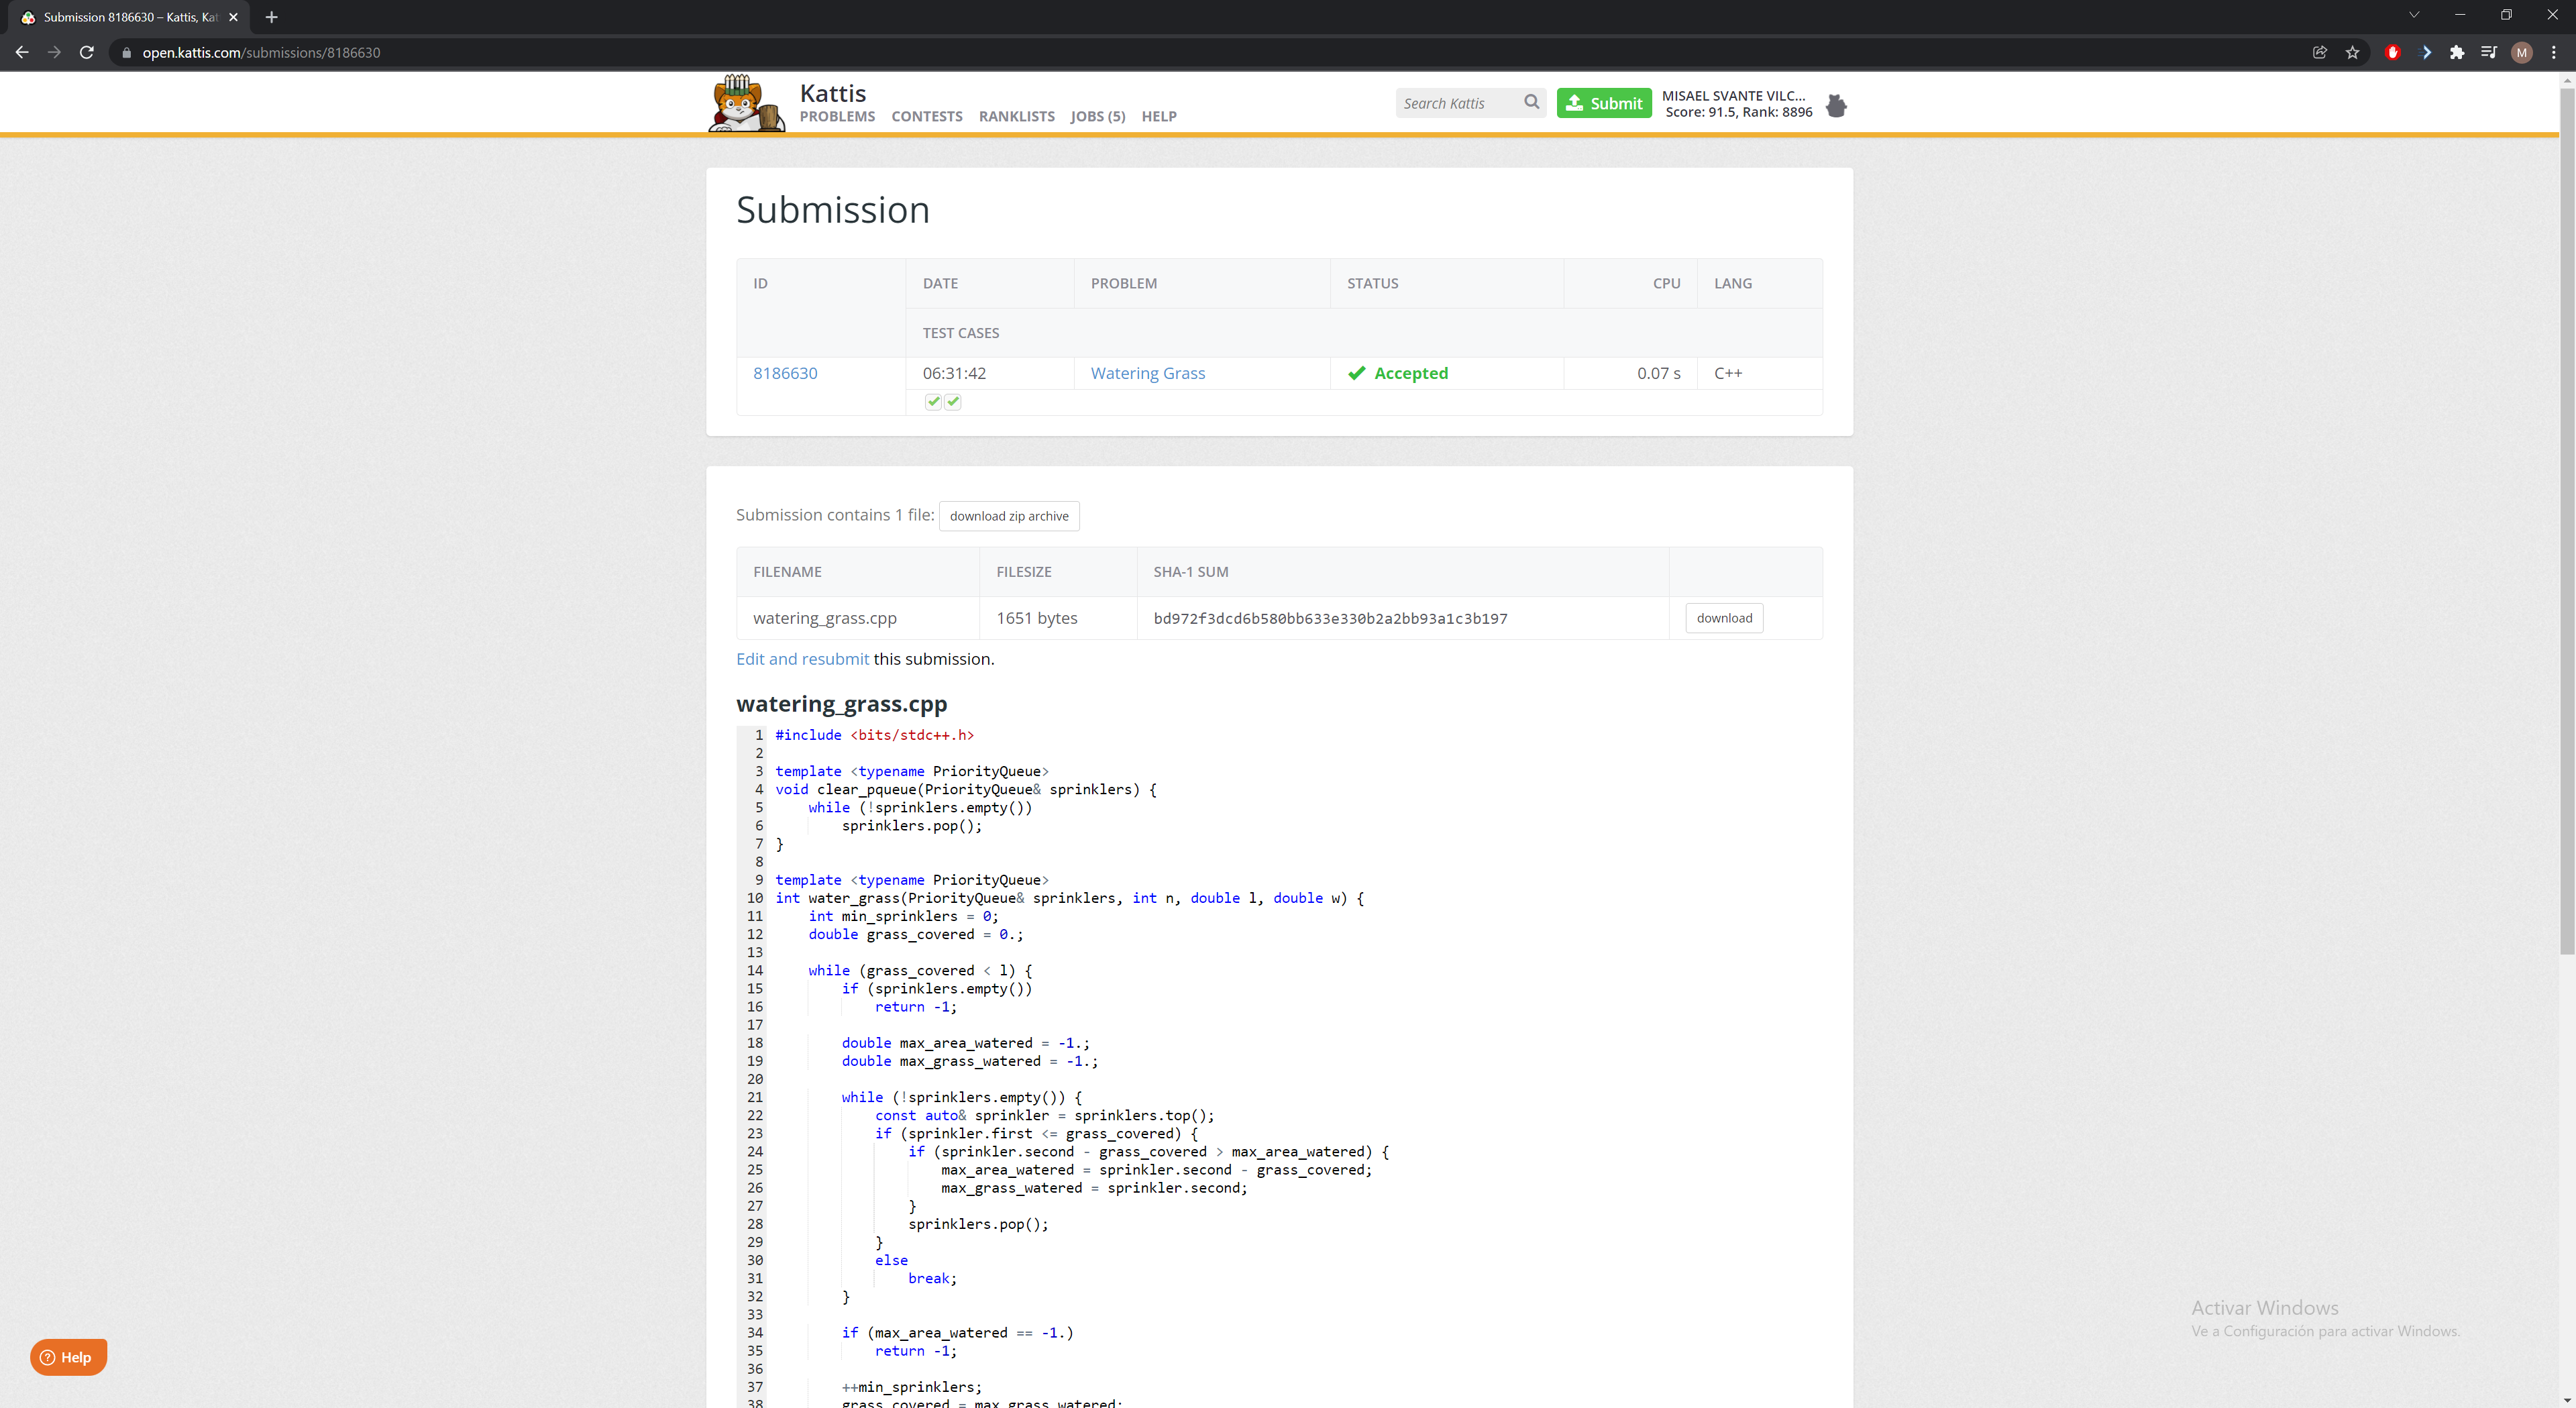 Submission 8186630 – Kattis, Kat
open.kattis.com/submissions/8186630
M
Kattis
PROBLEMS CONTESTS RANKLISTS JOBS (5) HELP
Search Kattis
Submit
MISAEL SVANTE VILC...
Score: 91.5, Rank: 8896
Submission
ID DATE PROBLEM STATUS CPU LANG
TEST CASES
8186630 06:31:42 Watering Grass Accepted 0.07 s C++
Submission contains 1 file: download zip archive
FILENAME FILESIZE SHA-1 SUM
watering_grass.cpp 1651 bytes bd972f3dcd6b580bb633e330b2a2bb93a1c3b197 download
Edit and resubmit this submission.
watering_grass.cpp
1 #include <bits/stdc++.h>
2
3 template <typename PriorityQueue>
4 void clear_pqueue(PriorityQueue& sprinklers) {
5 while (!sprinklers.empty())
6 sprinklers.pop();
7 }
8
9 template <typename PriorityQueue>
10 int water_grass(PriorityQueue& sprinklers, int n, double l, double w) {
11 int min_sprinklers = 0;
12 double grass_covered = 0.;
13
14 while (grass_covered < l) {
15 if (sprinklers.empty())
16 return -1;
17
18 double max_area_watered = -1.;
19 double max_grass_watered = -1.;
20
21 while (!sprinklers.empty()) {
22 const auto& sprinkler = sprinklers.top();
23 if (sprinkler.first <= grass_covered) {
24 if (sprinkler.second - grass_covered > max_area_watered) {
25 max_area_watered = sprinkler.second - grass_covered;
26 max_grass_watered = sprinkler.second;
27 }
28 sprinklers.pop();
29 }
30 else
31 break;
32 }
33
34 if (max_area_watered == -1.)
35 return -1;
36
37 ++min_sprinklers;
38 grass_covered = max_grass_watered;
Help
Activar Windows
Ve a Configuración para activar Windows.